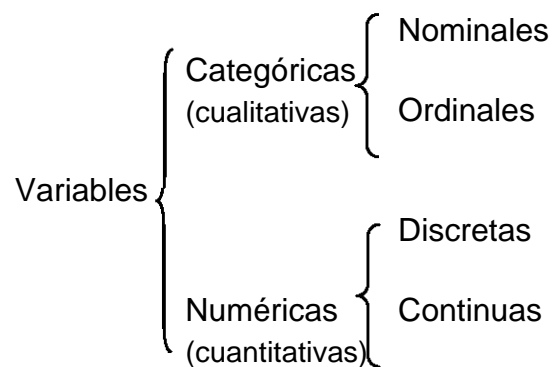 Variables
Categóricas
(cualitativas)
Nominales
Ordinales
Numéricas
(cuantitativas)
Discretas
Continuas